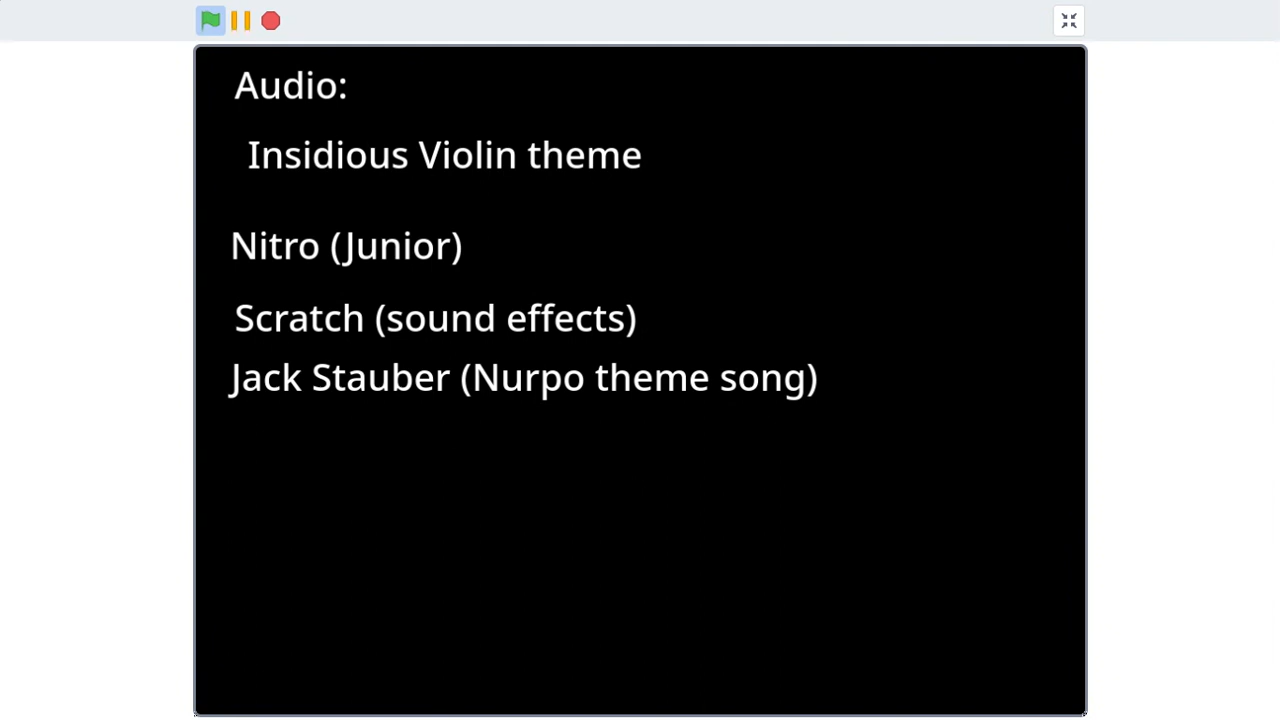 Audio:
Insidious Violin theme
Nitro (Junior)
Scratch (sound effects)
Jack Stauber (Nurpo theme song)